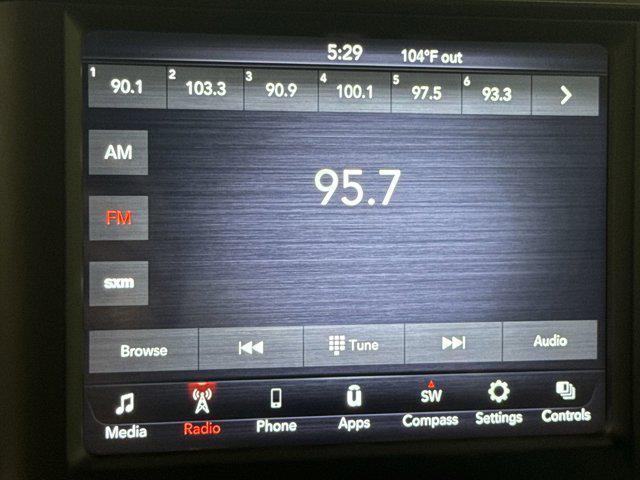 5:29 104°F out
1 90.1 2 103.3 3 90.9 4 100.1 5 97.5 6 93.3
AM
95.7
FM
sxm
Browse Tune Audio
SW
Media Radio Phone Apps Compass Settings Controls